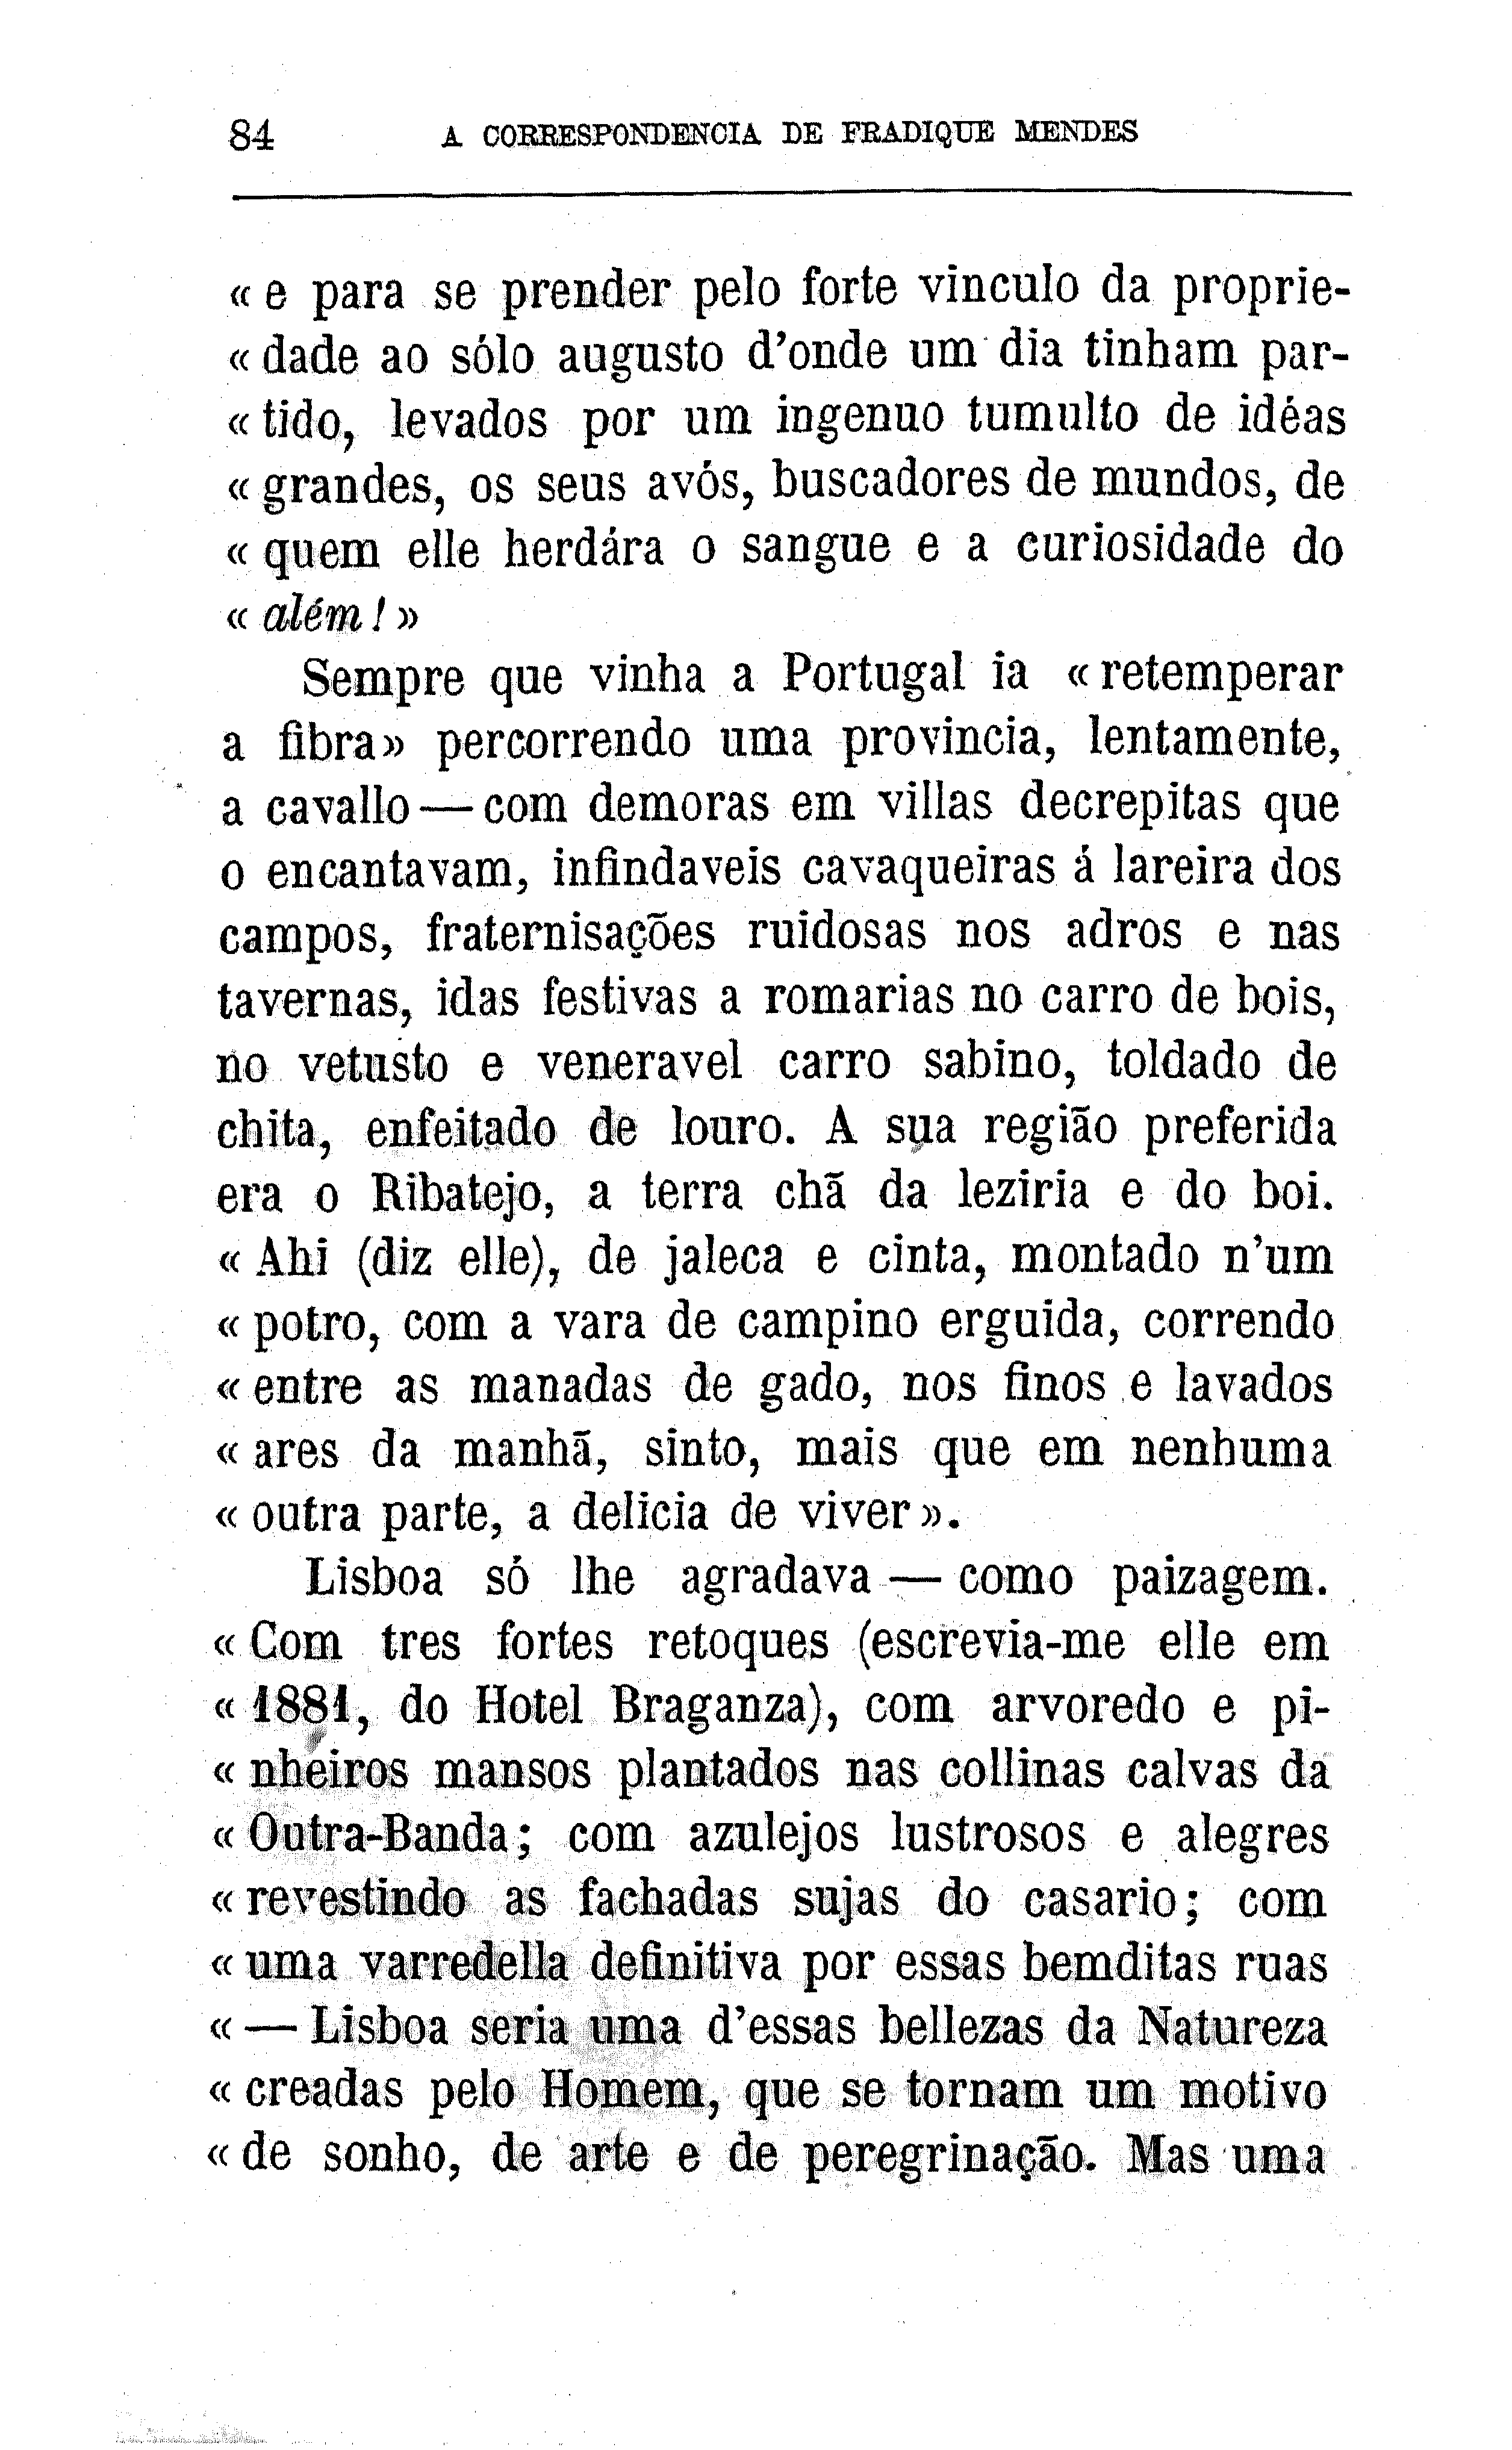 84 A CORRESPONDENCIA DE FRADIQUE MENDES
« e para se prender pelo forte vinculo da proprie-
« dade ao sólo augusto d'onde um dia tinham par-
« tido, levados por um ingenuo tumulto de idéas
« grandes, os seus avós, buscadores de mundos, de
« quem elle herdára o sangue e a curiosidade do
« além! »
Sempre que vinha a Portugal ia « retemperar
a fibra» percorrendo uma provincia, lentamente,
a cavallo — com demoras em villas decrepitas que
o encantavam, infindaveis cavaqueiras á lareira dos
campos, fraternisações ruidosas nos adros e nas
tavernas, idas festivas a romarias no carro de bois,
no vetusto e veneravel carro sabino, toldado de
chita, enfeitado de louro. A sua região preferida
era o Ribatejo, a terra chã da leziria e do boi.
« Ahi (diz elle), de jaleca e cinta, montado n'um
« potro, com a vara de campino erguida, correndo
« entre as manadas de gado, nos finos e lavados
« ares da manhã, sinto, mais que em nenhuma
« outra parte, a delicia de viver ».
Lisboa só lhe agradava — como paizagem.
« Com tres fortes retoques (escrevia-me elle em
« 1881, do Hotel Braganza), com arvoredo e pi-
« nheiros mansos plantados nas collinas calvas da
« Outra-Banda; com azulejos lustrosos e alegres
« revestindo as fachadas sujas do casario; com
« uma varredella definitiva por essas bemditas ruas
« — Lisboa seria uma d'essas bellezas da Natureza
« creadas pelo Homem, que se tornam um motivo
« de sonho, de arte e de peregrinação. Mas uma